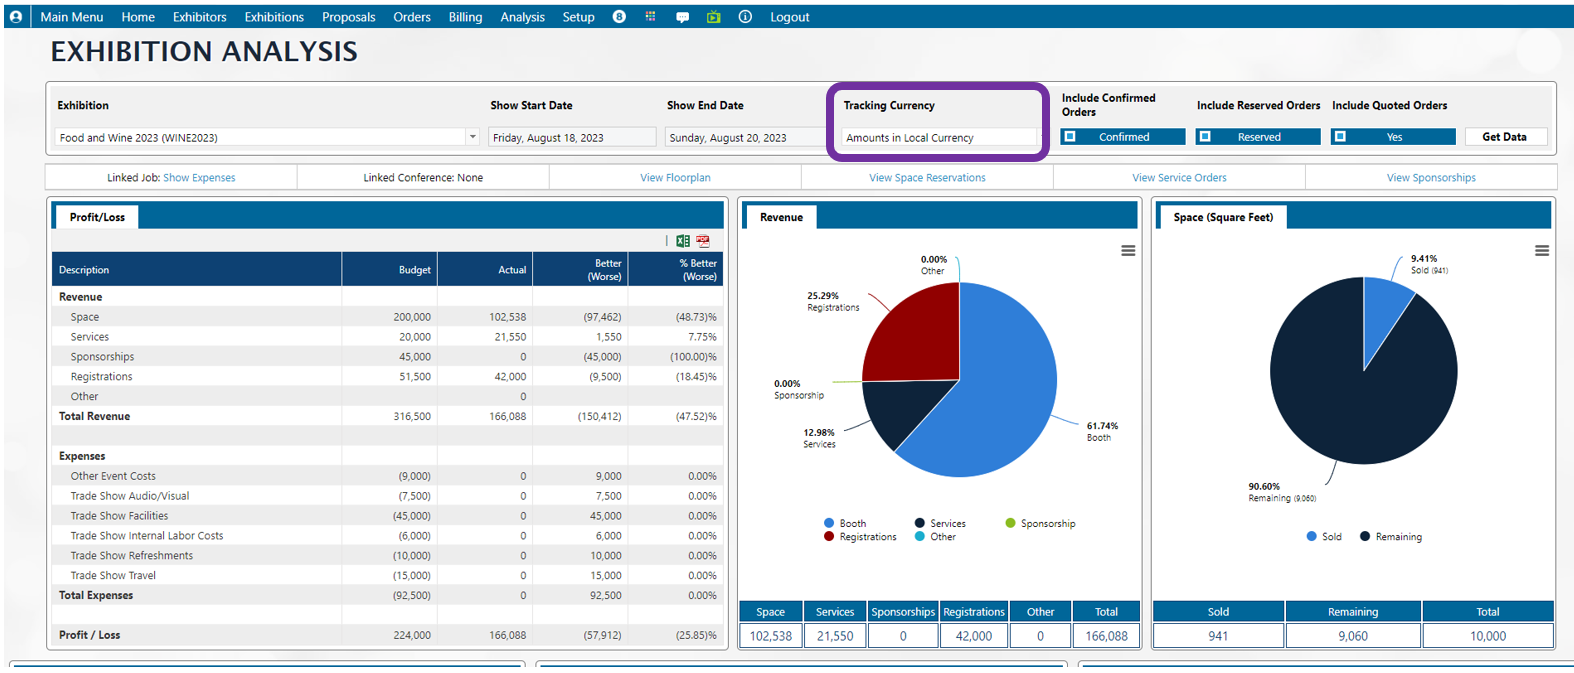 Main Menu Home Exhibitors Exhibitions Proposals Orders Billing Analysis Setup 8 Logout
EXHIBITION ANALYSIS
Exhibition Show Start Date Show End Date Tracking Currency Include Confirmed Orders Include Reserved Orders Include Quoted Orders
Food and Wine 2023 (WINE2023) Friday, August 18, 2023 Sunday, August 20, 2023 Amounts in Local Currency Confirmed Reserved Yes Get Data
Linked Job: Show Expenses Linked Conference: None View Floorplan View Space Reservations View Service Orders View Sponsorships
Profit/Loss
Description Budget Actual Better (Worse) % Better (Worse)
Revenue
Space 200,000 102,538 (97,462) (48.73)%
Services 20,000 21,550 1,550 7.75%
Sponsorships 45,000 0 (45,000) (100.00)%
Registrations 51,500 42,000 (9,500) (18.45)%
Other 0
Total Revenue 316,500 166,088 (150,412) (47.52)%
Expenses
Other Event Costs (9,000) 0 9,000 0.00%
Trade Show Audio/Visual (7,500) 0 7,500 0.00%
Trade Show Facilities (45,000) 0 45,000 0.00%
Trade Show Internal Labor Costs (6,000) 0 6,000 0.00%
Trade Show Refreshments (10,000) 0 10,000 0.00%
Trade Show Travel (15,000) 0 15,000 0.00%
Total Expenses (92,500) 0 92,500 0.00%
Profit / Loss 224,000 166,088 (57,912) (25.85)%
Revenue
0.00%
Other
25.29%
Registrations
0.00%
Sponsorship
12.98%
Services
61.74%
Booth
Booth Services Sponsorship
Registrations Other
Space Services Sponsorships Registrations Other Total
102,538 21,550 0 42,000 0 166,088
Space (Square Feet)
9.41%
Sold (941)
90.60%
Remaining (9,060)
Sold Remaining
Sold Remaining Total
941 9,060 10,000